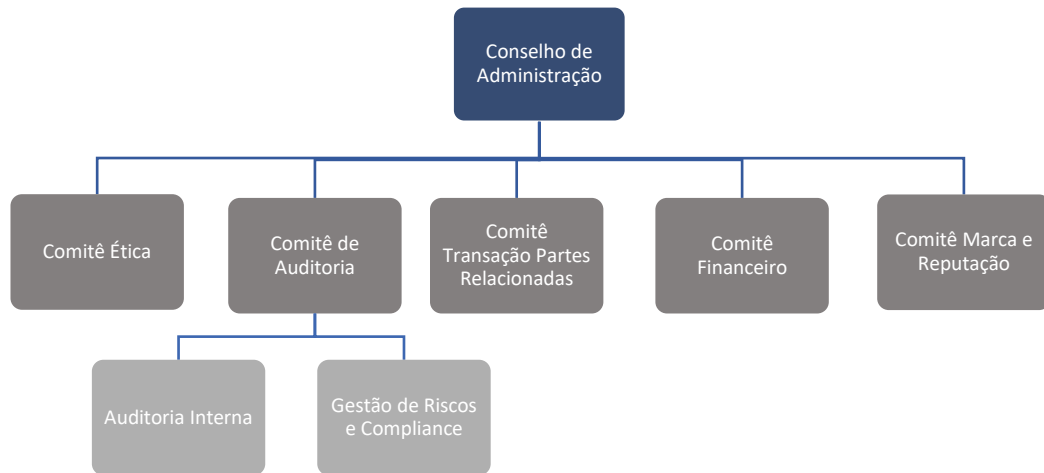 Conselho de
Administração
Comitê Ética
Comitê de
Auditoria
Comitê
Transação Partes
Relacionadas
Comitê
Financeiro
Comitê Marca e
Reputação
Auditoria Interna
Gestão de Riscos
e Compliance